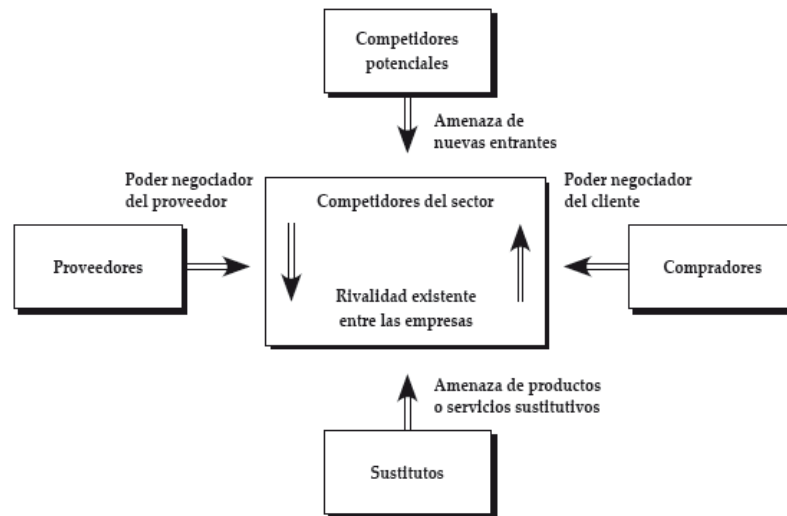 Competidores
potenciales
Amenaza de
nuevas entrantes
Poder negociador
del proveedor
Competidores del sector
Poder negociador
del cliente
Proveedores
Rivalidad existente
entre las empresas
Compradores
Amenaza de productos
o servicios sustitutivos
Sustitutos